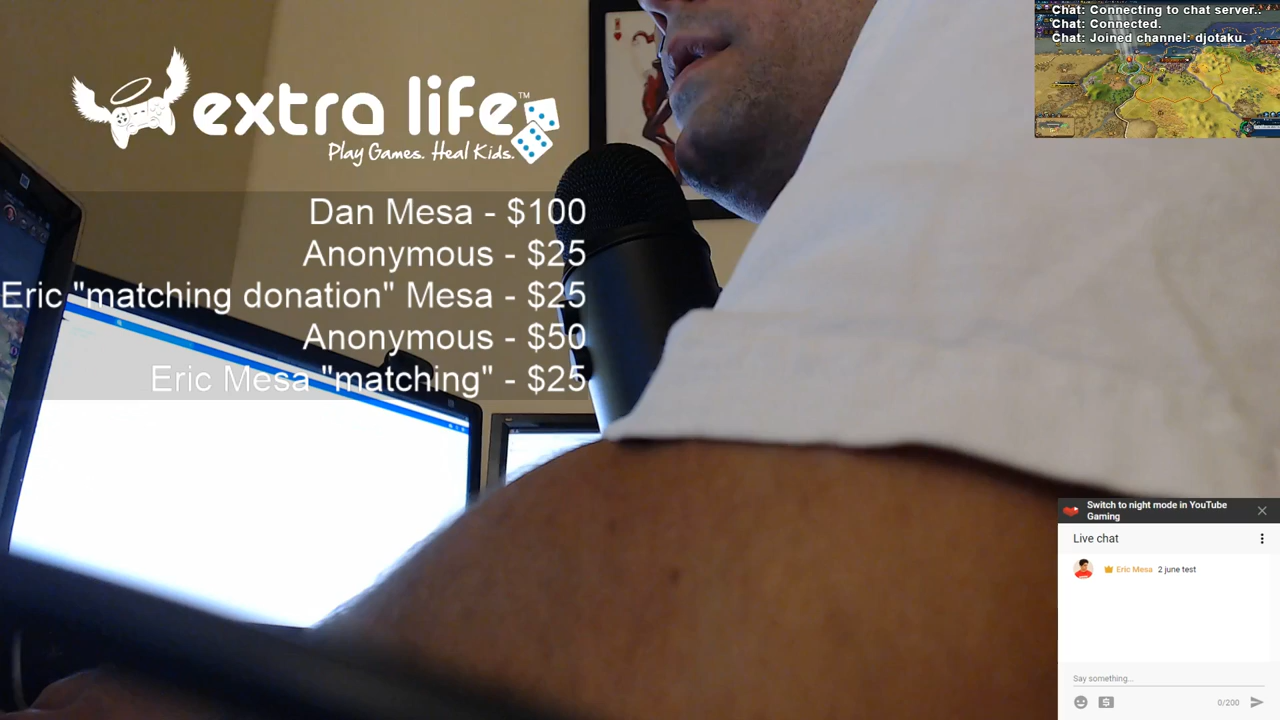 Chat: Connecting to chat server..
Chat: Connected.
Chat: Joined channel: djotaku.
extra life™
Play Games. Heal Kids.
Dan Mesa - $100
Anonymous - $25
Eric "matching donation" Mesa - $25
Anonymous - $50
Eric Mesa "matching" - $25
Switch to night mode in YouTube
Gaming
Live chat
Eric Mesa 2 june test
Say something...
0/200